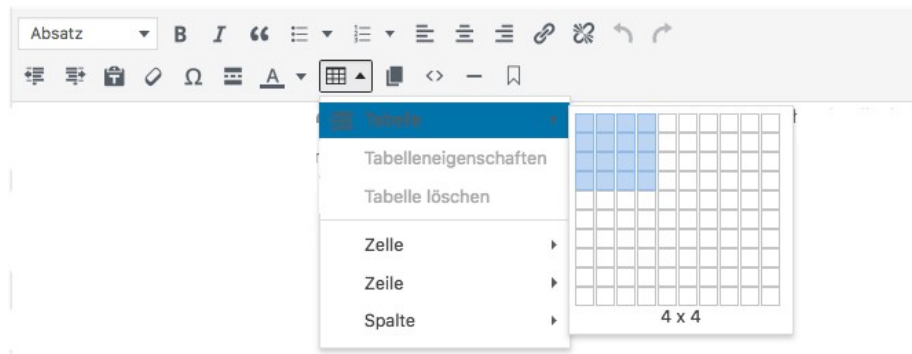 Absatz
B I
Ω A <>
Tabelle
Tabelleneigenschaften
Tabelle löschen
Zelle
Zeile
Spalte
4 x 4